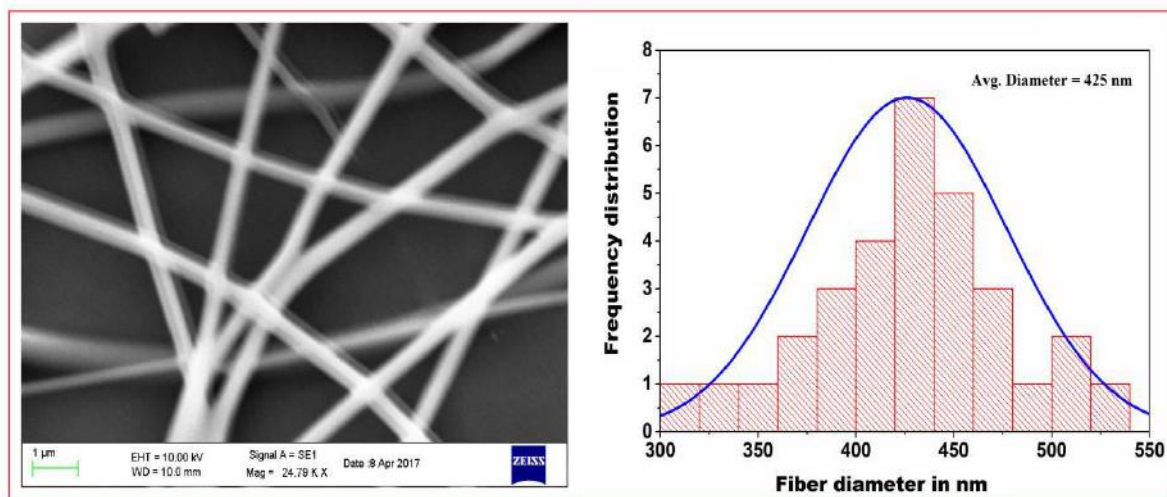 1 µm
EHT = 10.00 kV
WD = 10.0 mm
Signal A = SE1
Mag = 24.79 K X
Date :8 Apr 2017
ZEISS
Avg. Diameter = 425 nm
Frequency distribution
8
7
6
5
4
3
2
1
0
300 350 400 450 500 550
Fiber diameter in nm